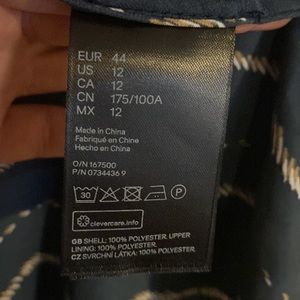 EUR 44
US 12
CA 12
CN 175/100A
MX 12
Made in China
Fabriqué en Chine
Hecho en China
O/N 167500
P/N 0734436 9
30
P
clevercare.info
GB SHELL: 100% POLYESTER. UPPER
LINING: 100% POLYESTER
CZ SVRCHNÍ LÁTKA: 100% POLYESTER.